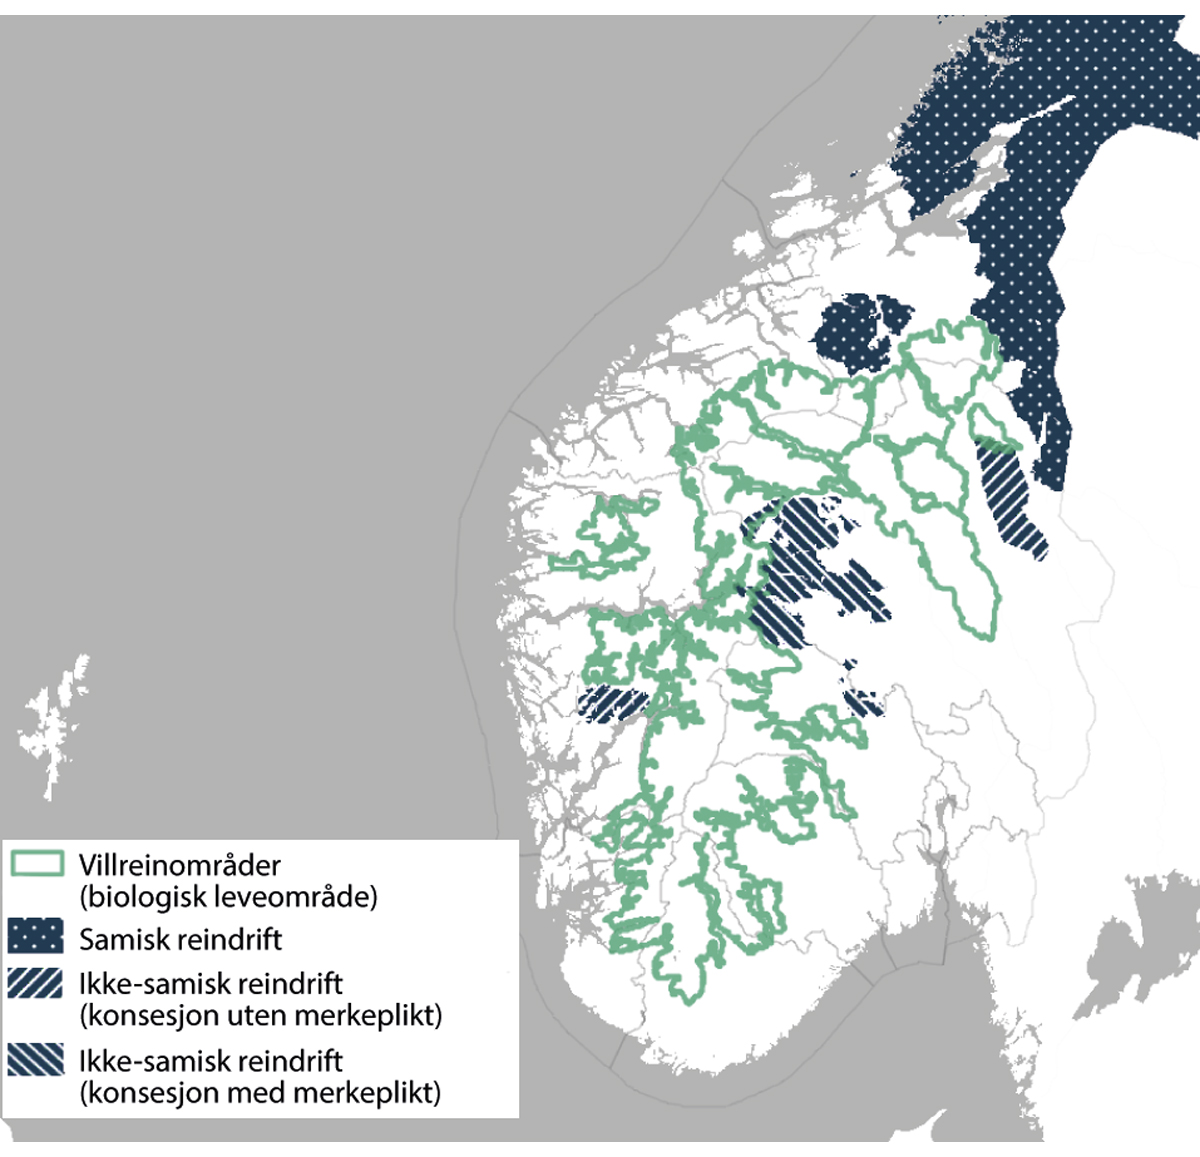 Villreinområder
(biologisk leveområde)
Samisk reindrift
Ikke-samisk reindrift
(konsesjon uten merkeplikt)
Ikke-samisk reindrift
(konsesjon med merkeplikt)